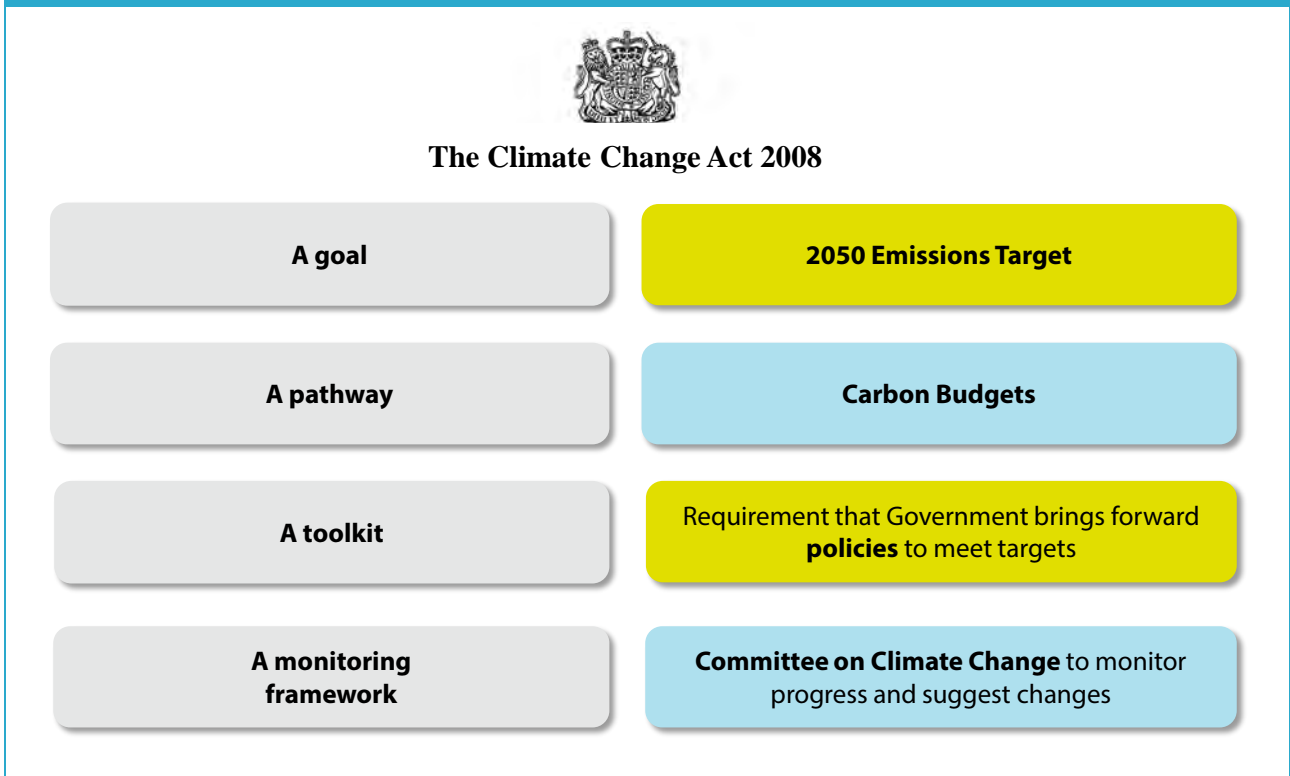 The Climate Change Act 2008
A goal
2050 Emissions Target
A pathway
Carbon Budgets
A toolkit
Requirement that Government brings forward
policies to meet targets
A monitoring
framework
Committee on Climate Change to monitor
progress and suggest changes